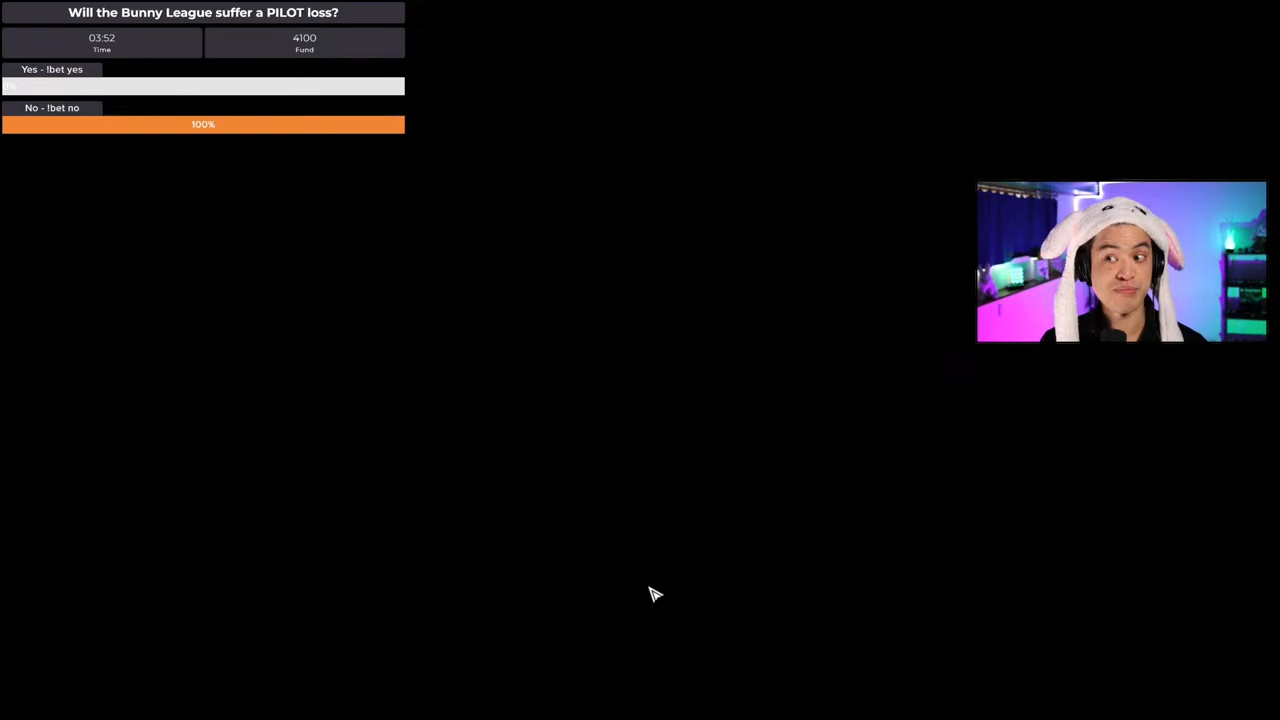 Will the Bunny League suffer a PILOT loss?
03:52
Time
4100
Fund
Yes - !bet yes
0%
No - !bet no
100%